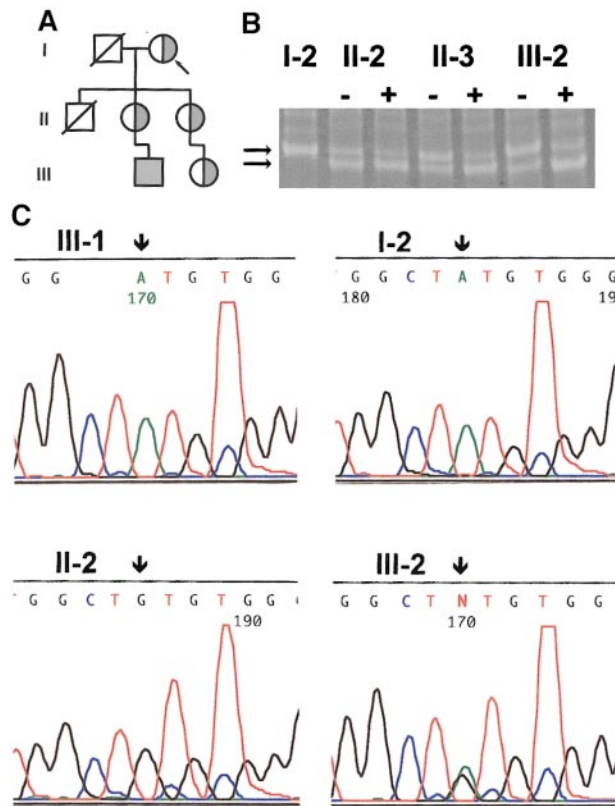 A
I
II
III
B
I-2 II-2 II-3 III-2
- + - + - +
C
III-1
G G A T G T G G
170
I-2
T G G C T A T G T G G G
180 19
II-2
T G G C T G T G T G G G
190
III-2
G G C T N T G T G G
170